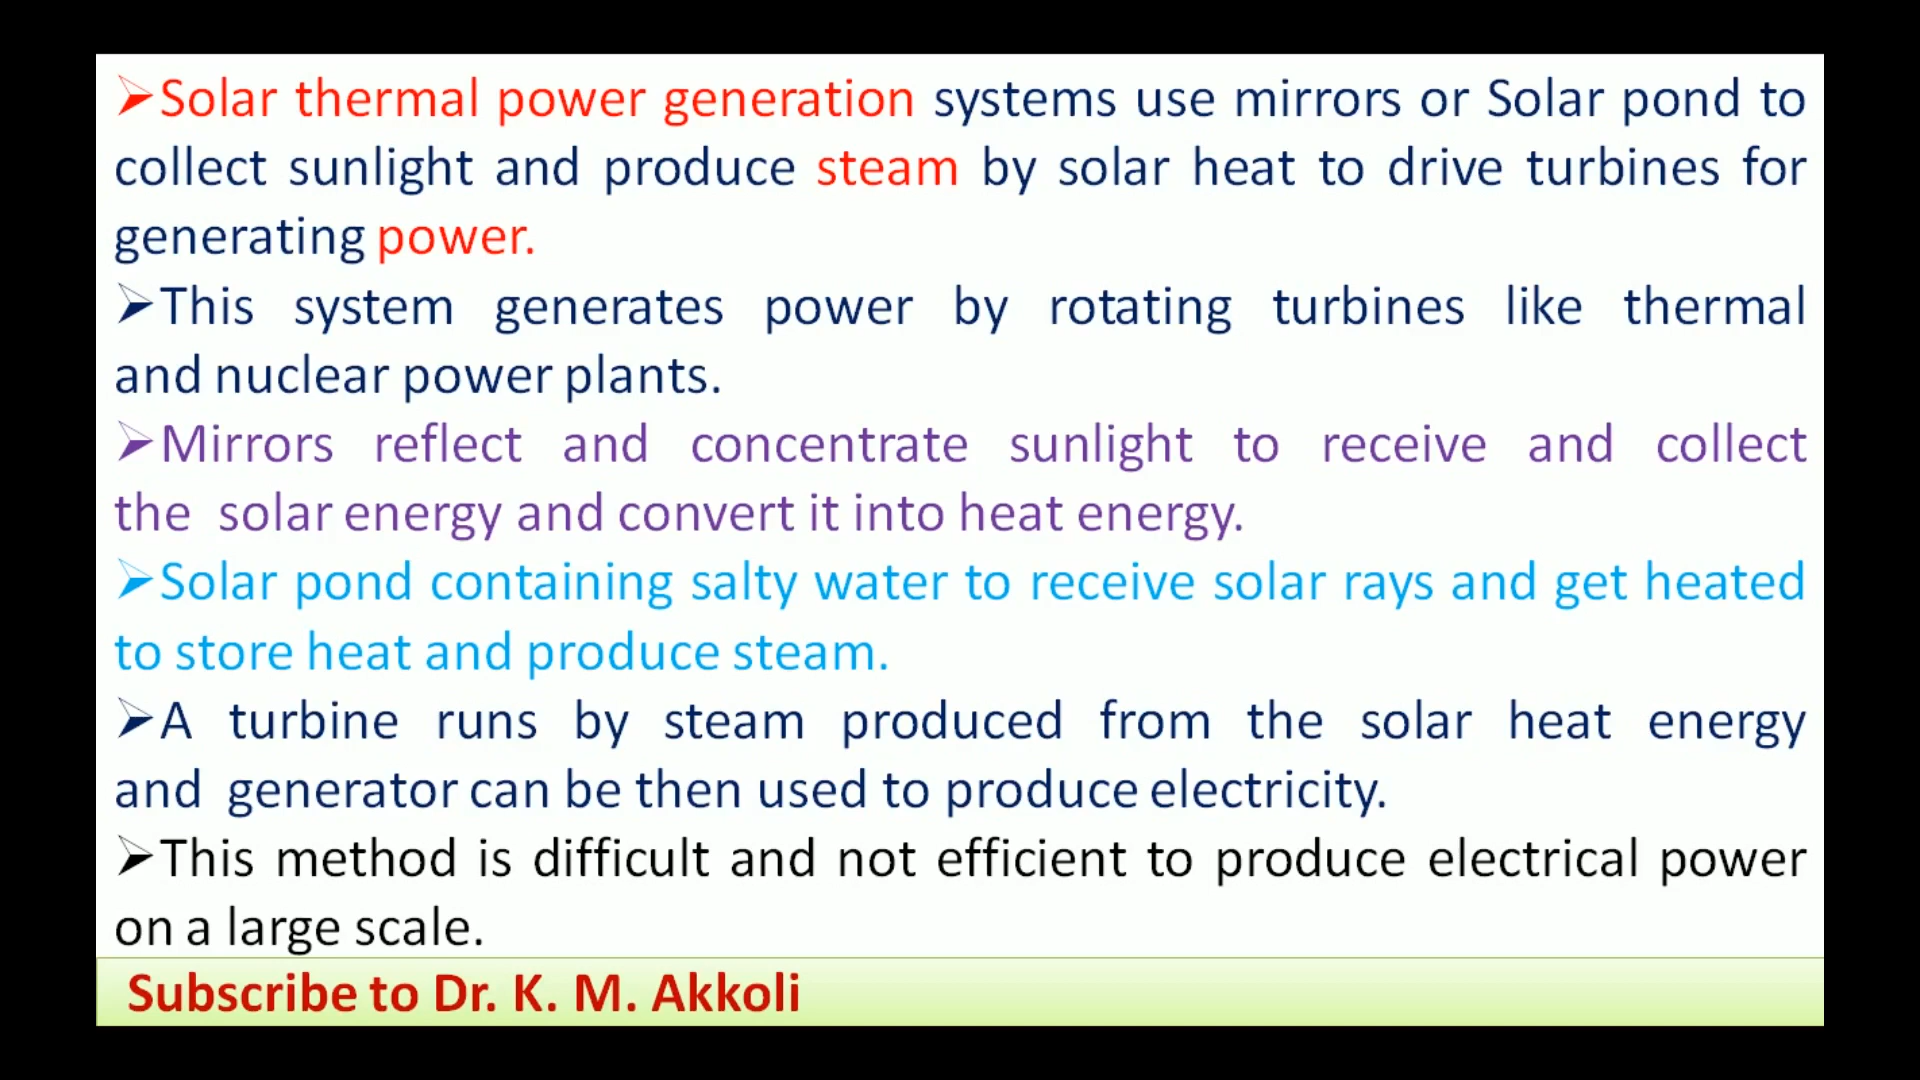 ➢Solar thermal power generation systems use mirrors or Solar pond to
collect sunlight and produce steam by solar heat to drive turbines for
generating power.
➢This system generates power by rotating turbines like thermal
and nuclear power plants.
➢Mirrors reflect and concentrate sunlight to receive and collect
the solar energy and convert it into heat energy.
➢Solar pond containing salty water to receive solar rays and get heated
to store heat and produce steam.
➢A turbine runs by steam produced from the solar heat energy
and generator can be then used to produce electricity.
➢This method is difficult and not efficient to produce electrical power
on a large scale.
Subscribe to Dr. K. M. Akkoli